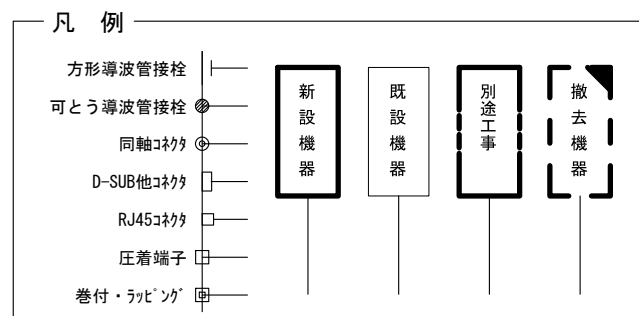 凡 例
方形導波管接栓
可とう導波管接栓
同軸ｺﾈｸﾀ
D-SUB他ｺﾈｸﾀ
RJ45ｺﾈｸﾀ
圧着端子
巻付・ﾗｯﾋﾟﾝｸﾞ
新設機器
既設機器
別途工事
撤去機器